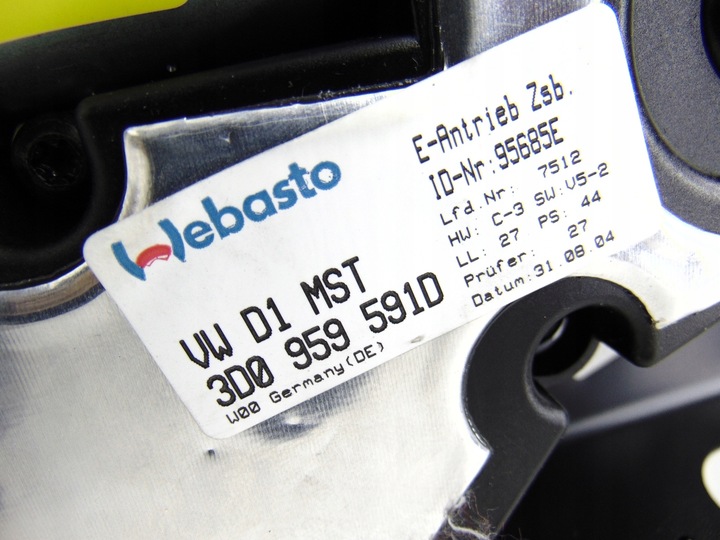 Webasto
VW D1 MST
3D0 959 591D
W00 Germany(DE)
E-Antrieb Zsb.
ID-Nr:95685E
Lfd.Nr: 7512
HW: C-3 SW:V5-2
LL: 27 PS: 44
Prüfer: 27
Datum:31.08.04